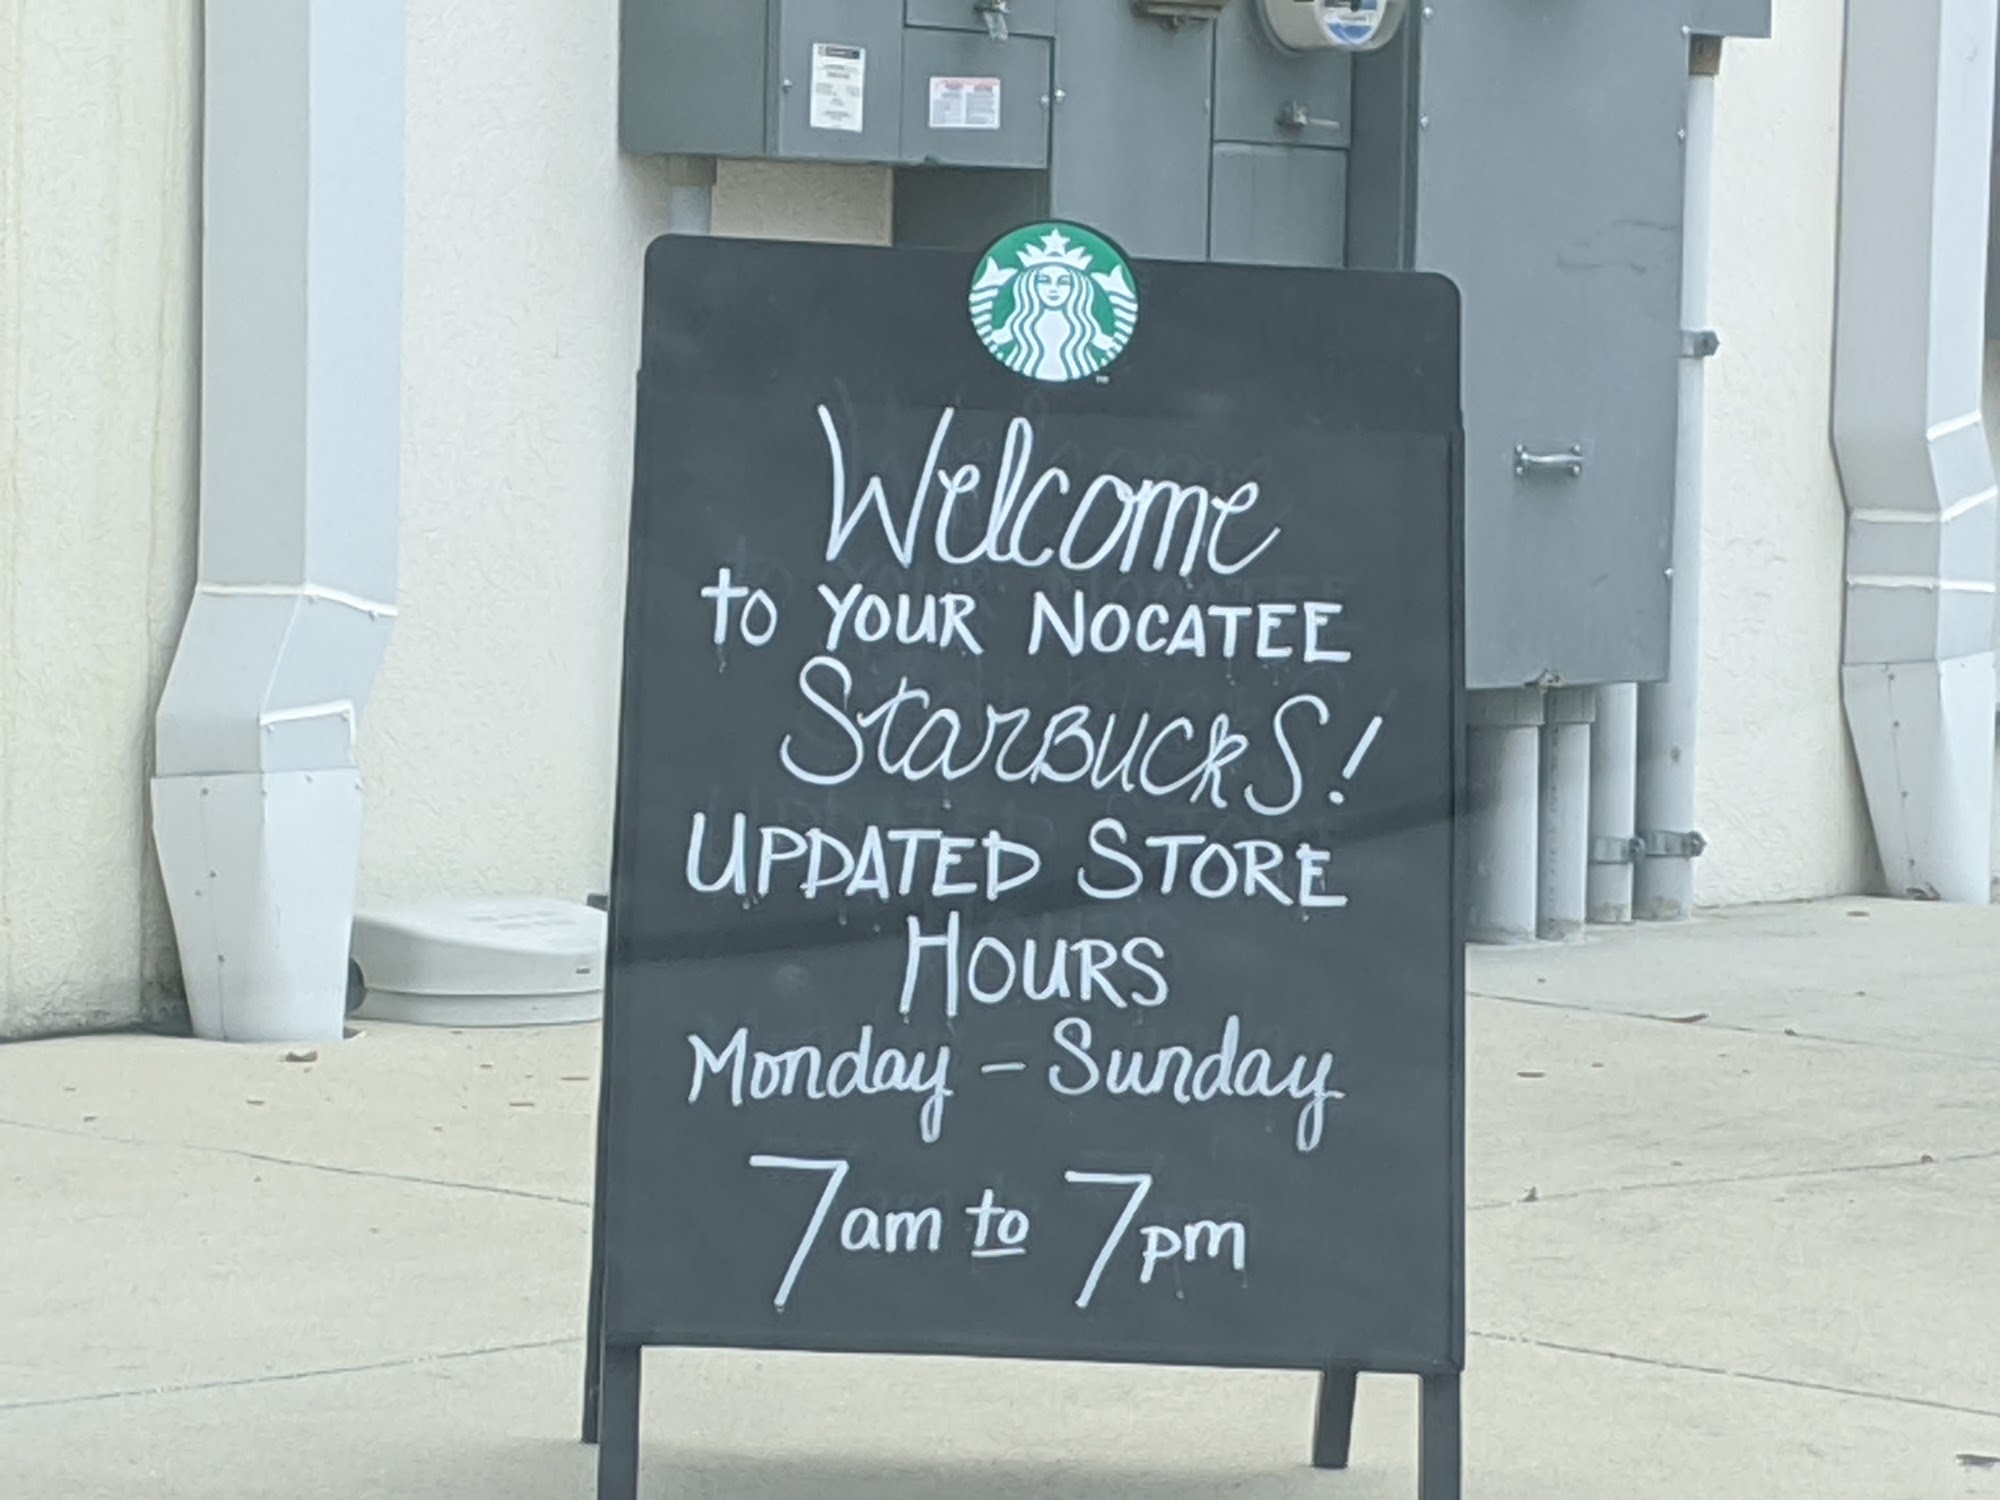 Welcome
to YOUR NOCATEE
StarBUCKS!
UPDATED STORE
HOURS
Monday – Sunday
7am to 7pm